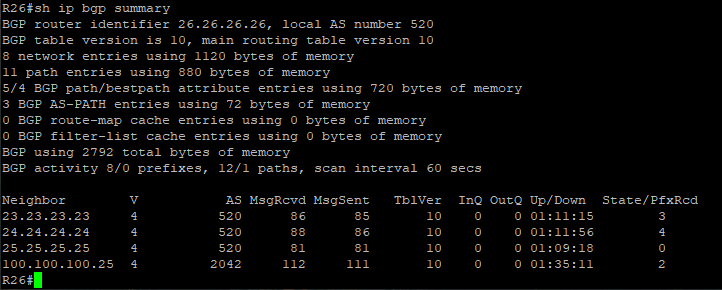 R26#sh ip bgp summary
BGP router identifier 26.26.26.26, local AS number 520
BGP table version is 10, main routing table version 10
8 network entries using 1120 bytes of memory
11 path entries using 880 bytes of memory
5/4 BGP path/bestpath attribute entries using 720 bytes of memory
3 BGP AS-PATH entries using 72 bytes of memory
0 BGP route-map cache entries using 0 bytes of memory
0 BGP filter-list cache entries using 0 bytes of memory
BGP using 2792 total bytes of memory
BGP activity 8/0 prefixes, 12/1 paths, scan interval 60 secs
Neighbor V AS MsgRcvd MsgSent TblVer InQ OutQ Up/Down State/PfxRcd
23.23.23.23 4 520 86 85 10 0 0 01:11:15 3
24.24.24.24 4 520 88 86 10 0 0 01:11:56 4
25.25.25.25 4 520 81 81 10 0 0 01:09:18 0
100.100.100.25 4 2042 112 111 10 0 0 01:35:11 2
R26#